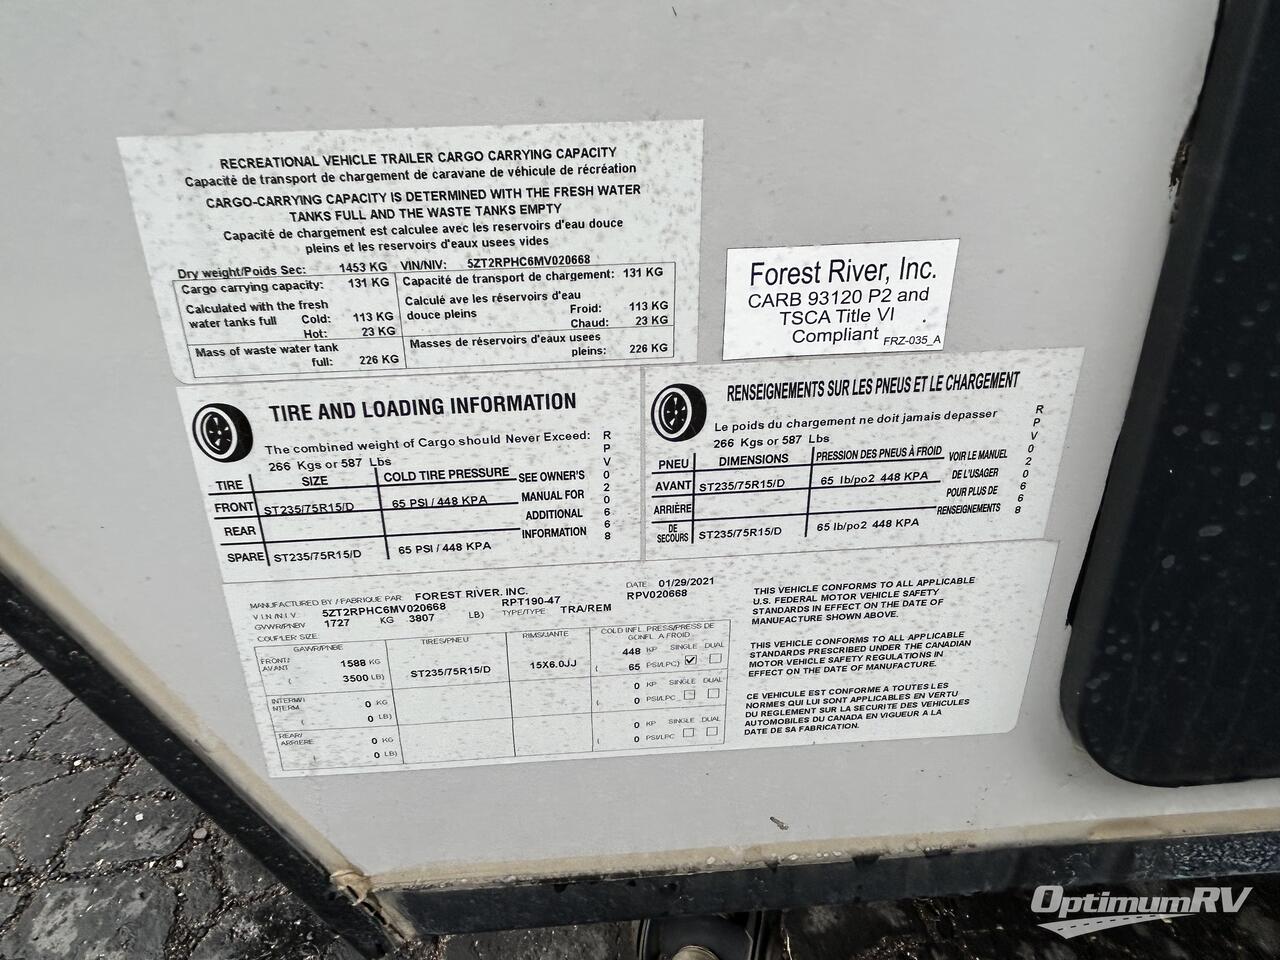 RECREATIONAL VEHICLE TRAILER CARGO CARRYING CAPACITY
Capacité de transport de chargement de caravane de véhicule de récréation
CARGO-CARRYING CAPACITY IS DETERMINED WITH THE FRESH WATER
TANKS FULL AND THE WASTE TANKS EMPTY
Capacité de chargement est calculee avec les reservoirs d'eau douce
pleins et les reservoirs d'eaux usees vides
Dry weight/Poids Sec: 1453 KG VIN/NIV: 5ZT2RPHC6MV020668
Cargo carrying capacity: 131 KG
Calculated with the fresh
water tanks full Cold: 113 KG
Hot: 23 KG
Mass of waste water tank
full: 226 KG
Capacité de transport de chargement: 131 KG
Calculé ave les réservoirs d'eau
douce pleins Froid: 113 KG
Chaud: 23 KG
Masses de réservoirs d'eaux usees
pleins: 226 KG
Forest River, Inc.
CARB 93120 P2 and
TSCA Title VI
Compliant FRZ-035_A
TIRE AND LOADING INFORMATION
The combined weight of Cargo should Never Exceed:
266 Kgs or 587 Lbs
TIRE SIZE COLD TIRE PRESSURE
FRONT ST235/75R15/D 65 PSI / 448 KPA
REAR
SPARE ST235/75R15/D 65 PSI / 448 KPA
SEE OWNER'S
MANUAL FOR
ADDITIONAL
INFORMATION
RPV020668
RENSEIGNEMENTS SUR LES PNEUS ET LE CHARGEMENT
Le poids du chargement ne doit jamais depasser
266 Kgs or 587 Lbs
PNEU DIMENSIONS PRESSION DES PNEUS À FROID
AVANT ST235/75R15/D 65 lb/po2 448 KPA
ARRIÈRE
DE SECOURS ST235/75R15/D 65 lb/po2 448 KPA
VOIR LE MANUEL
DE L'USAGER
POUR PLUS DE
RENSEIGNEMENTS
RPV020668
MANUFACTURED BY / FABRIQUE PAR: FOREST RIVER, INC. DATE: 01/29/2021
V.I.N/N.I.V: 5ZT2RPHC6MV020668 RPT190-47 RPV020668
GVWR/PNBV 1727 KG 3807 LB) TYPE/TYPE: TRA/REM
COUPLER SIZE:
GAWR/PNBE TIRES/PNEU RIMS/JANTE COLD INFL. PRESS/PRESS DE
GONFL. A FROID
FRONT/
AVANT 1588 KG
( 3500 LB) ST235/75R15/D 15X6.0JJ
448 KP SINGLE DUAL
( 65 PSI/LPC)
INTERM/
INTERM. 0 KG
( 0 LB)
0 KP SINGLE DUAL
( 0 PSI/LPC
REAR/
ARRIERE 0 KG
( 0 LB)
0 KP SINGLE DUAL
( 0 PSI/LPC
THIS VEHICLE CONFORMS TO ALL APPLICABLE
U.S. FEDERAL MOTOR VEHICLE SAFETY
STANDARDS IN EFFECT ON THE DATE OF
MANUFACTURE SHOWN ABOVE.
THIS VEHICLE CONFORMS TO ALL APPLICABLE
STANDARDS PRESCRIBED UNDER THE CANADIAN
MOTOR VEHICLE SAFETY REGULATIONS IN
EFFECT ON THE DATE OF MANUFACTURE.
CE VEHICULE EST CONFORME A TOUTES LES
NORMES QUI LUI SONT APPLICABLES EN VERTU
DU REGLEMENT SUR LA SECURITE DES VEHICULES
AUTOMOBILES DU CANADA EN VIGUEUR A LA
DATE DE SA FABRICATION.
OptimumRV